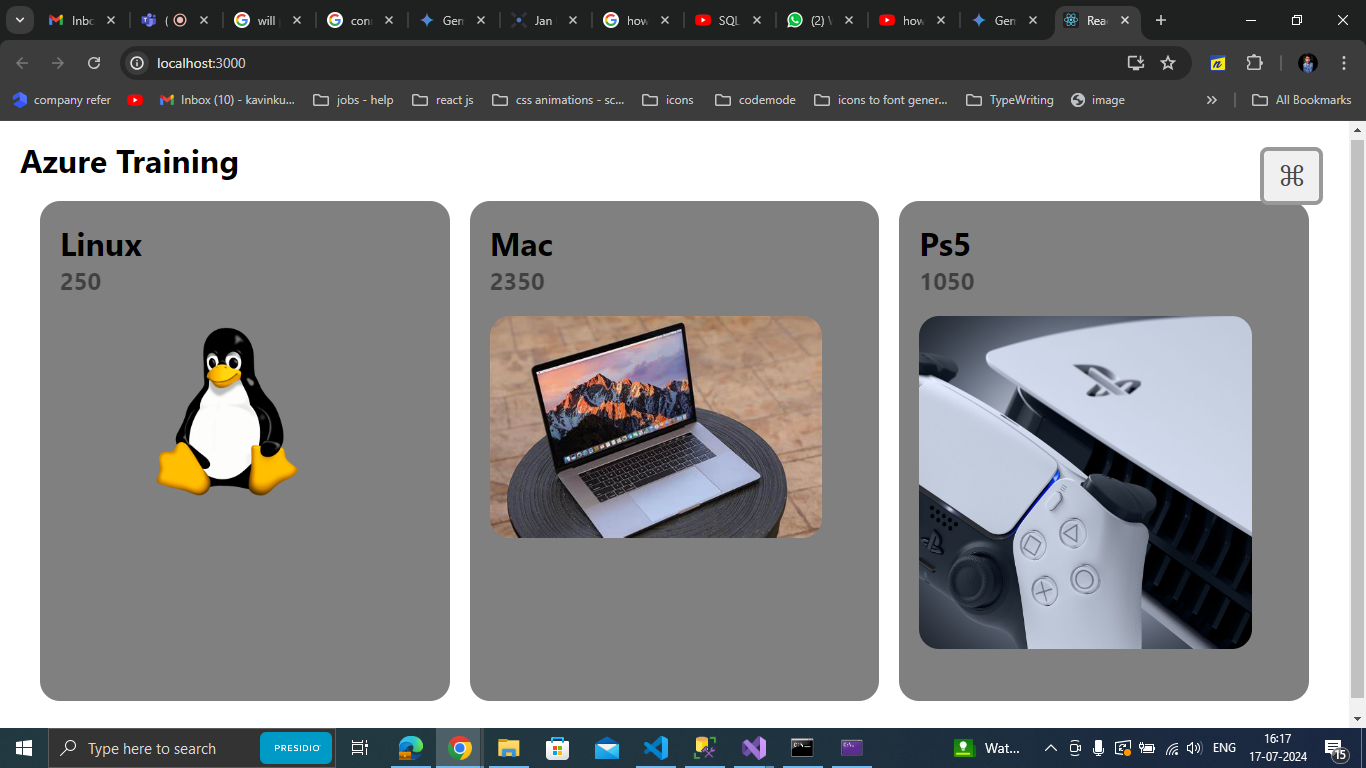 Inbc
(
will
con
Gen
Jan
how
SQL
(2) V
how
Gen
Rea
localhost:3000
company refer
Inbox (10) - kavinku...
jobs - help
react js
css animations - sc...
icons
codemode
icons to font gener...
TypeWriting
image
»
All Bookmarks
Azure Training
⌘
Linux
250
Mac
2350
Ps5
1050
Type here to search
PRESIDIO
Wat...
ENG
16:17
17-07-2024
15